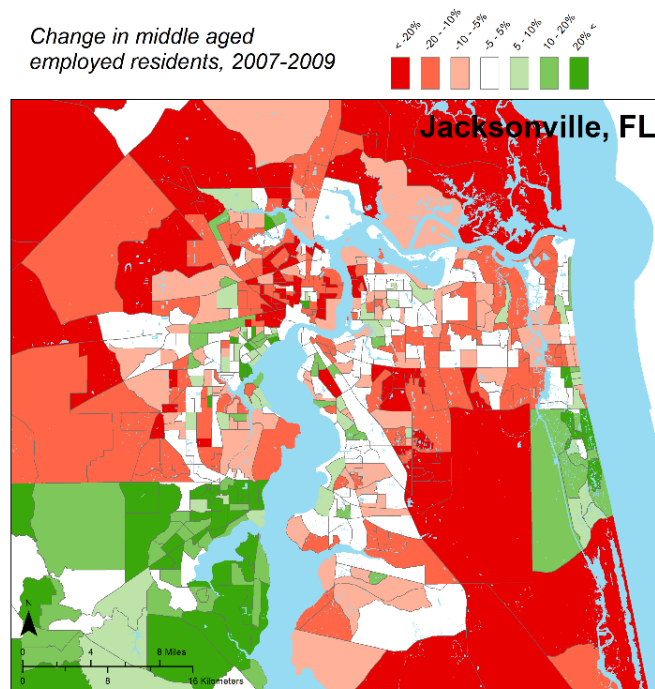 Change in middle aged
employed residents, 2007-2009
< -20%
-20 - -10%
-10 - -5%
-5 - 5%
5 - 10%
10 - 20%
20% <
Jacksonville, FL
N
0 4 8 Miles
0 8 16 Kilometers